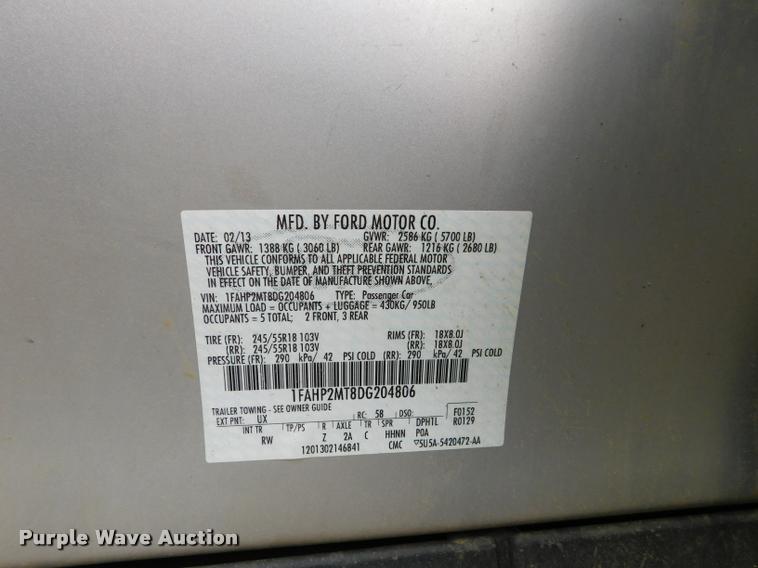 MFD. BY FORD MOTOR CO.
DATE: 02/13 GVWR: 2586 KG ( 5700 LB)
FRONT GAWR: 1388 KG ( 3060 LB) REAR GAWR: 1216 KG ( 2680 LB)
THIS VEHICLE CONFORMS TO ALL APPLICABLE FEDERAL MOTOR
VEHICLE SAFETY, BUMPER, AND THEFT PREVENTION STANDARDS
IN EFFECT ON THE DATE OF MANUFACTURE SHOWN ABOVE.
VIN: 1FAHP2MT8DG204806 TYPE: Passenger Car
MAXIMUM LOAD = OCCUPANTS + LUGGAGE = 430KG/ 950LB
OCCUPANTS = 5 TOTAL; 2 FRONT, 3 REAR
TIRE (FR): 245/55R18 103V RIMS (FR): 18X8.0J
(RR): 245/55R18 103V (RR): 18X8.0J
PRESSURE (FR): 290 kPa/ 42 PSI COLD (RR): 290 kPa/ 42 PSI COLD
1FAHP2MT8DG204806
TRAILER TOWING - SEE OWNER GUIDE
EXT PNT: UX RC: 58 DSO: F0152
INT TR TP/PS R AXLE TR SPR DPH1L R0129
RW Z 2A C HHNN POA
1201302146841 CMC 5U5A-5420472-AA
Purple Wave Auction